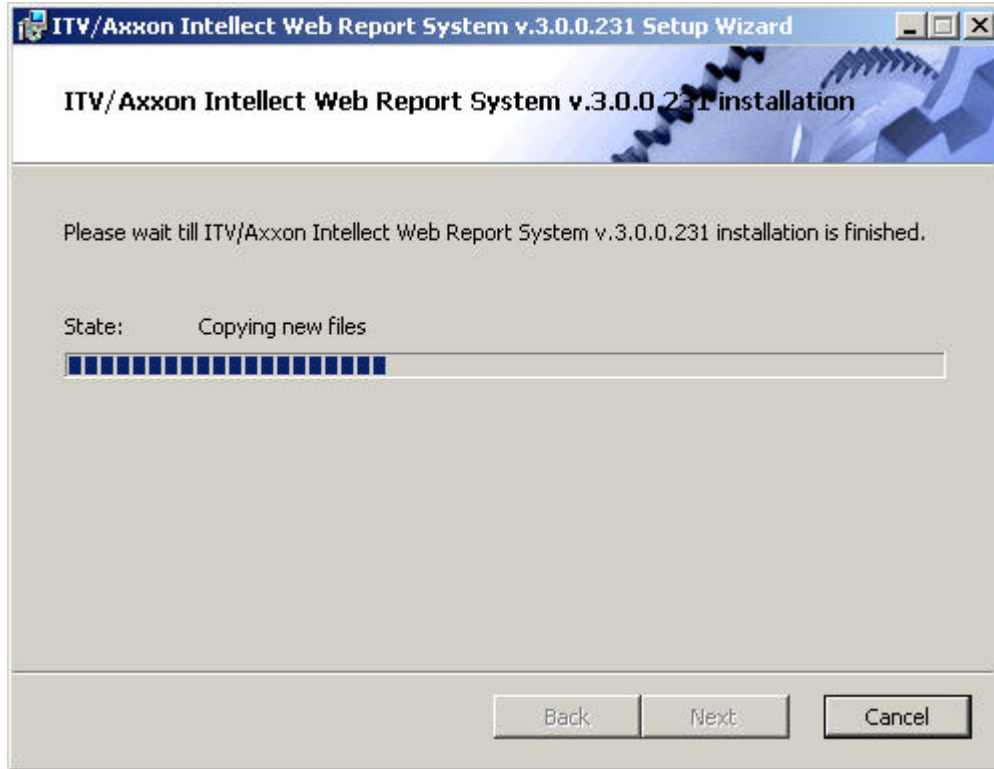 ITV/Axxon Intellect Web Report System v.3.0.0.231 Setup Wizard
ITV/Axxon Intellect Web Report System v.3.0.0.231 installation
Please wait till ITV/Axxon Intellect Web Report System v.3.0.0.231 installation is finished.
State: Copying new files
Back Next Cancel